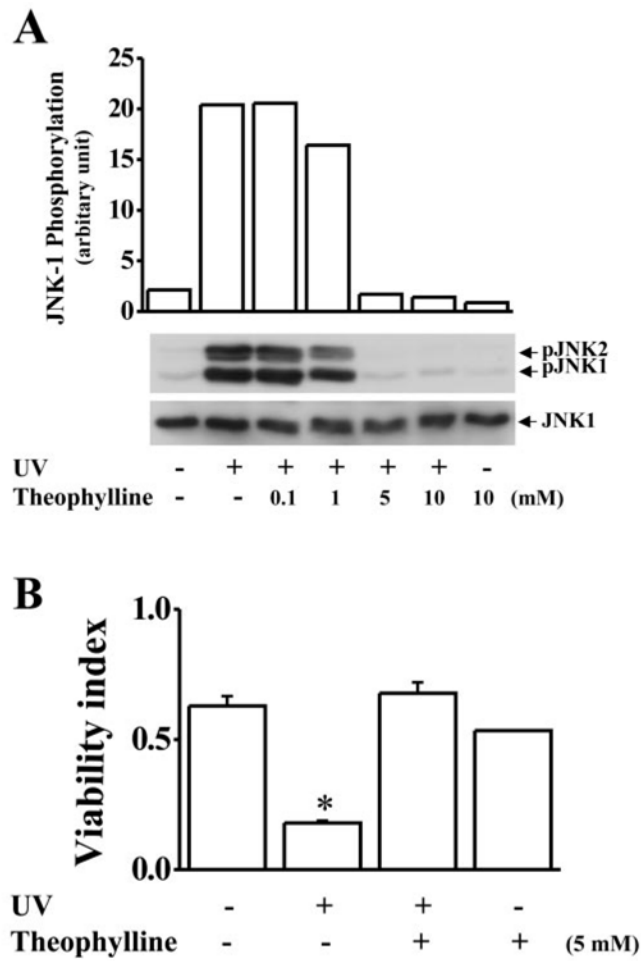 A
JNK-1 Phosphorylation
(arbitary unit)
25
20
15
10
5
0
pJNK2
pJNK1
JNK1
UV - + + + + + -
Theophylline - - 0.1 1 5 10 10 (mM)
B
Viability index
1.0
0.5
0.0
*
UV - + + -
Theophylline - - + + (5 mM)